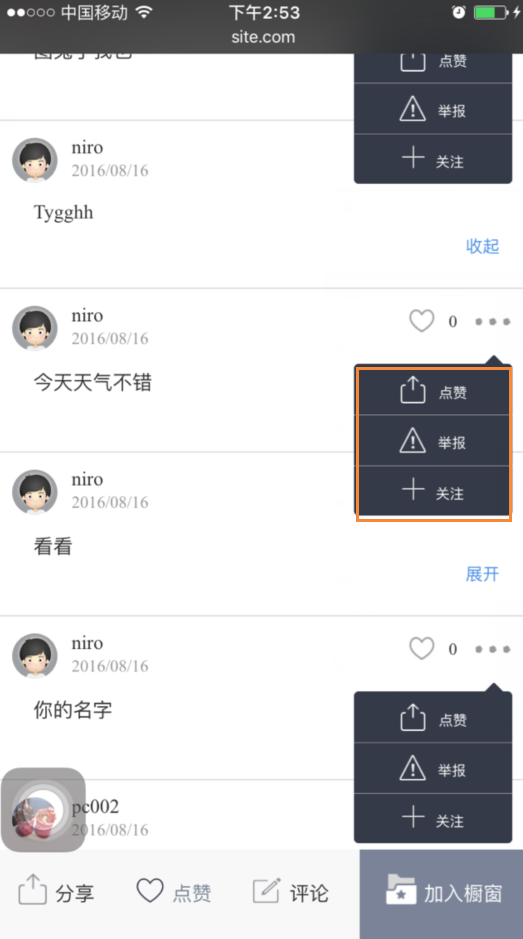 中国移动 下午2:53
site.com
点赞
举报
关注
niro
2016/08/16
Tygghh
收起
niro
2016/08/16
0
今天天气不错
点赞
举报
关注
niro
2016/08/16
看看
展开
niro
2016/08/16
0
你的名字
点赞
举报
关注
pc002
2016/08/16
分享 点赞 评论 加入橱窗